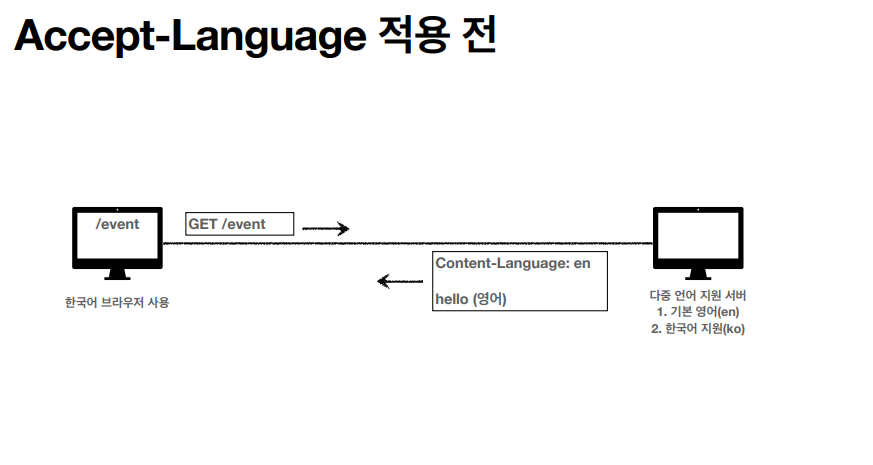 Accept-Language 적용 전
/event
GET /event
Content-Language: en
hello (영어)
한국어 브라우저 사용
다중 언어 지원 서버
1. 기본 영어(en)
2. 한국어 지원(ko)